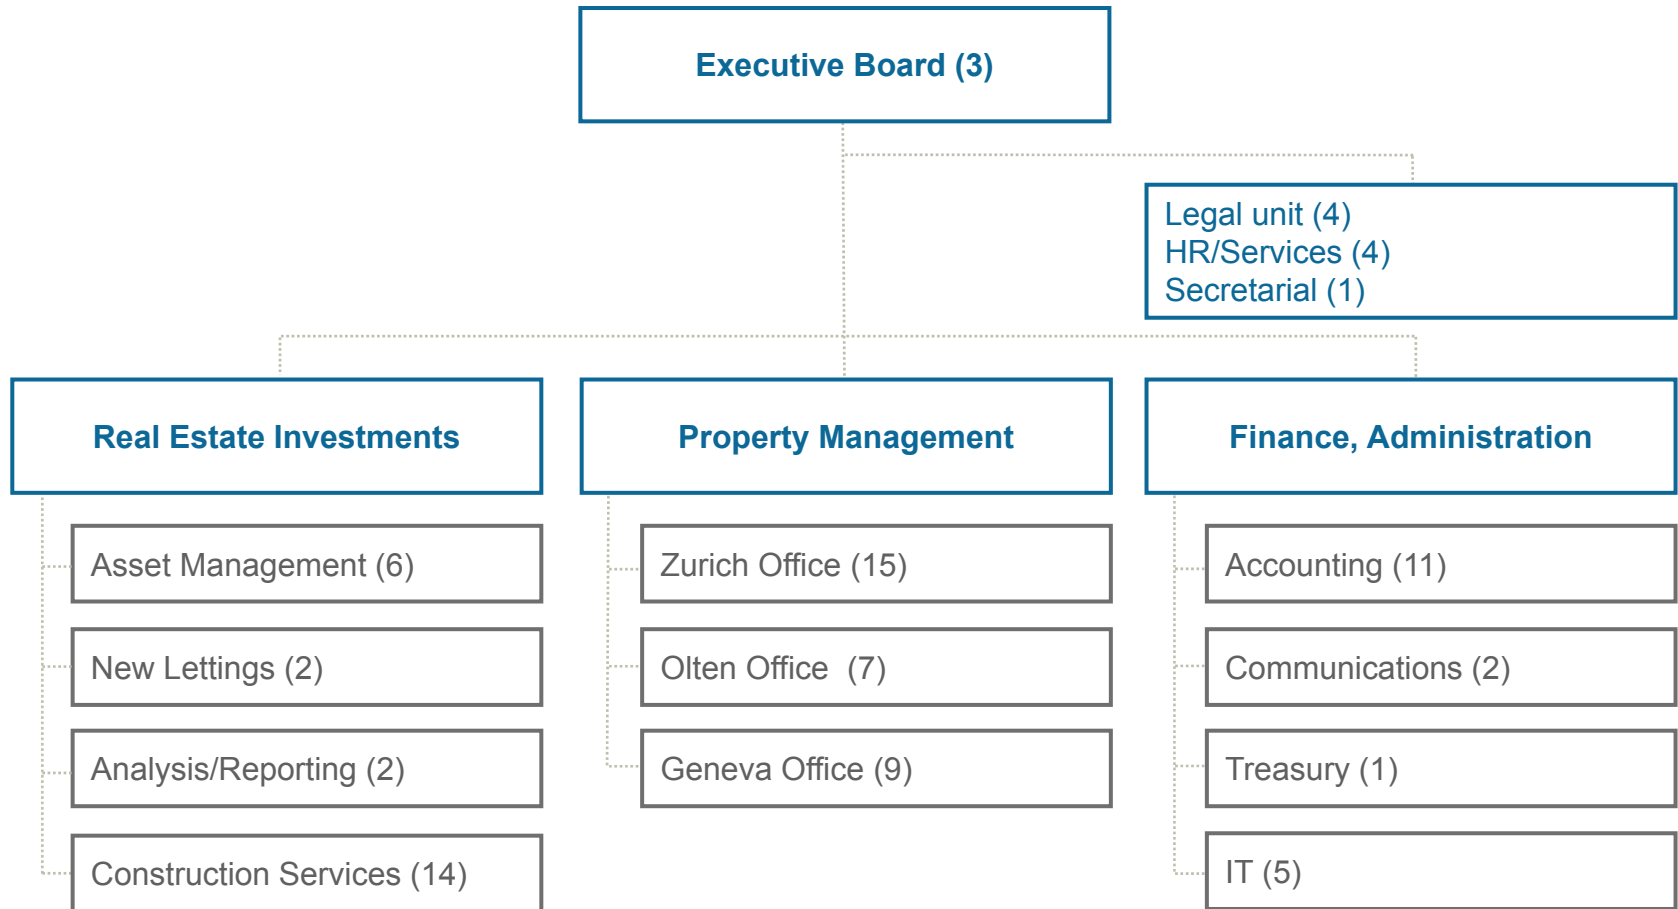 Executive Board (3)
Legal unit (4)
HR/Services (4)
Secretarial (1)
Real Estate Investments
Asset Management (6)
New Lettings (2)
Analysis/Reporting (2)
Construction Services (14)
Property Management
Zurich Office (15)
Olten Office  (7)
Geneva Office (9)
Finance, Administration
Accounting (11)
Communications (2)
Treasury (1)
IT (5)